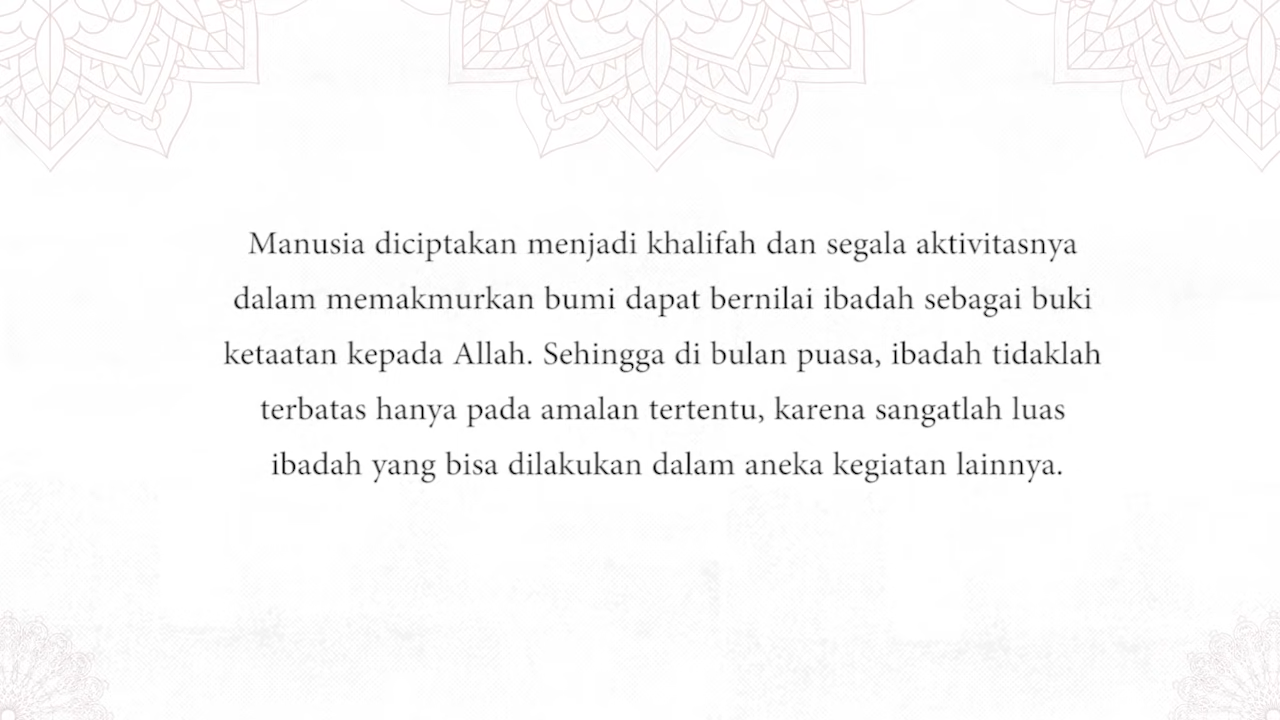 Manusia diciptakan menjadi khalifah dan segala aktivitasnya
dalam memakmurkan bumi dapat bernilai ibadah sebagai buki
ketaatan kepada Allah. Sehingga di bulan puasa, ibadah tidaklah
terbatas hanya pada amalan tertentu, karena sangatlah luas
ibadah yang bisa dilakukan dalam aneka kegiatan lainnya.